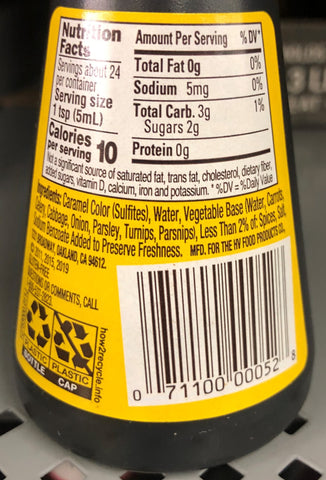 Nutrition
Facts
Servings about 24
per container
Serving size
1 tsp (5mL)
Calories
per serving 10
Amount Per Serving % DV*
Total Fat 0g 0%
Sodium 5mg 0%
Total Carb. 3g 1%
Sugars 2g
Protein 0g
Not a significant source of saturated fat, trans fat, cholesterol, dietary fiber,
added sugars, vitamin D, calcium, iron and potassium. * %DV = %Daily Value
Ingredients: Caramel Color (Sulfites), Water, Vegetable Base (Water, Carrots,
Celery, Cabbage, Onion, Parsley, Turnips, Parsnips), Less Than 2% of: Spices, Salt,
Sodium Benzoate Added to Preserve Freshness. MFD. FOR THE HV FOOD PRODUCTS CO.
BROADWAY, OAKLAND, CA 94612.
2011, 2015, 2019
OR COMMENTS, CALL
PLASTIC PLASTIC
BOTTLE CAP
how2recycle.info
0 71100 00052 8